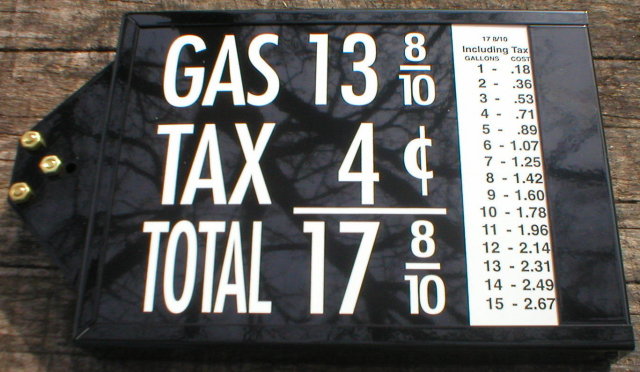 GAS 13 8/10
TAX 4 ¢
TOTAL 17 8/10
17 8/10
Including Tax
GALLONS COST
1 - .18
2 - .36
3 - .53
4 - .71
5 - .89
6 - 1.07
7 - 1.25
8 - 1.42
9 - 1.60
10 - 1.78
11 - 1.96
12 - 2.14
13 - 2.31
14 - 2.49
15 - 2.67